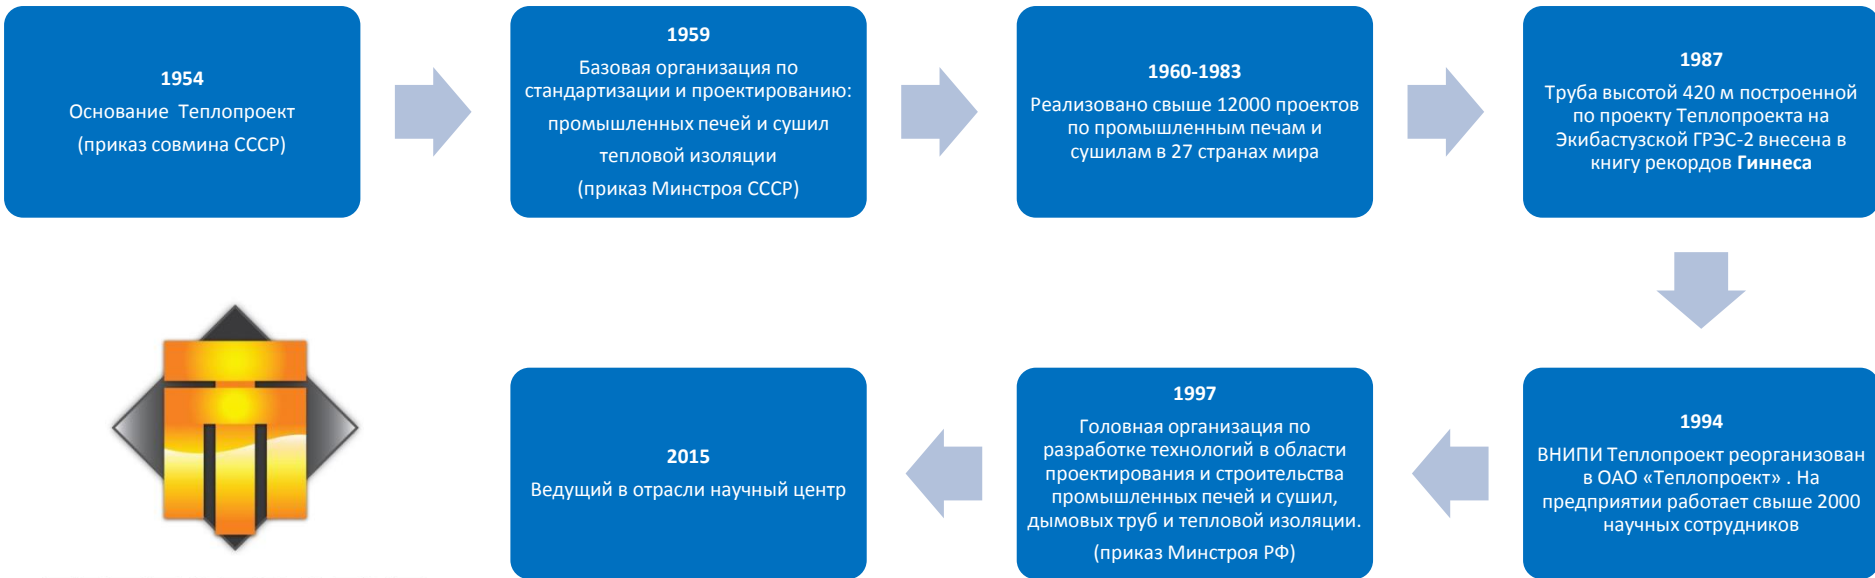 1954
Основание Теплопроект
(приказ совмина СССР)
1959
Базовая организация по
стандартизации и проектированию:
промышленных печей и сушил
тепловой изоляции
(приказ Минстроя СССР)
1960-1983
Реализовано свыше 12000 проектов
по промышленным печам и
сушилам в 27 странах мира
1987
Труба высотой 420 м построенной
по проекту Теплопроекта на
Экибастузской ГРЭС-2 внесена в
книгу рекордов Гиннеса
1994
ВНИПИ Теплопроект реорганизован
в ОАО «Теплопроект» . На
предприятии работает свыше 2000
научных сотрудников
1997
Головная организация по
разработке технологий в области
проектирования и строительства
промышленных печей и сушил,
дымовых труб и тепловой изоляции.
(приказ Минстроя РФ)
2015
Ведущий в отрасли научный центр